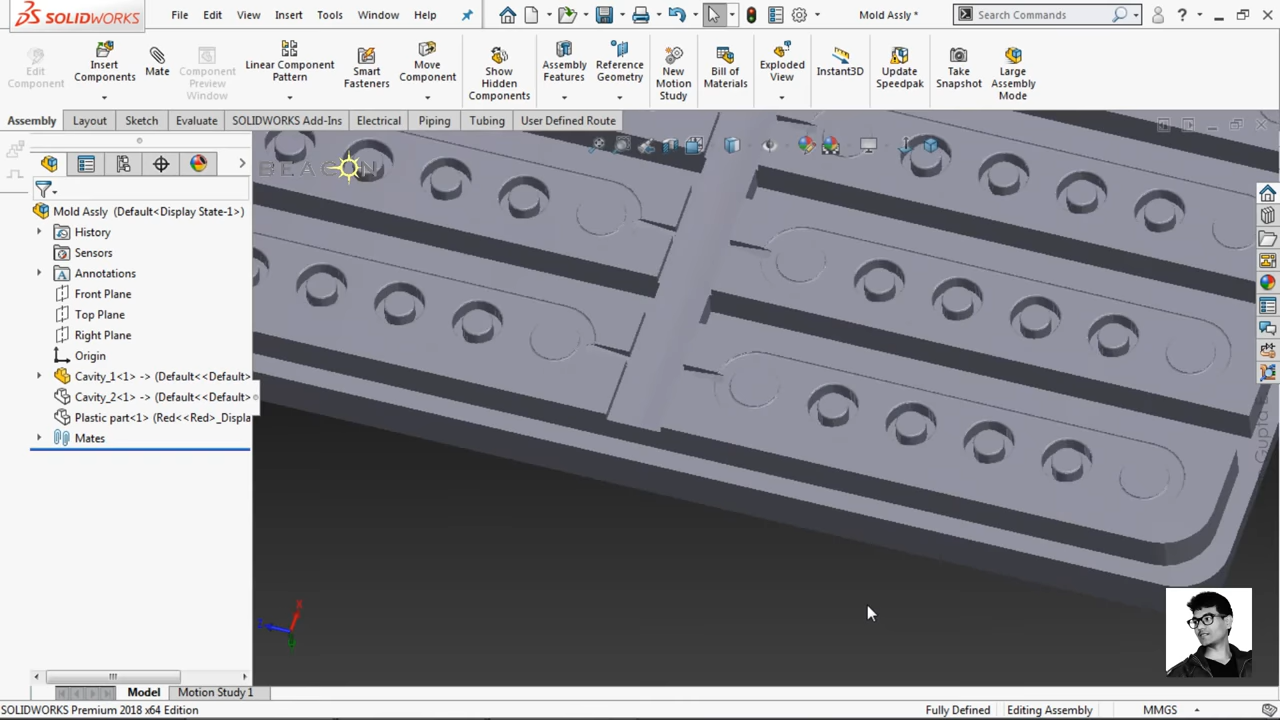 SOLIDWORKS File Edit View Insert Tools Window Help Mold Assly * Search Commands ?
Edit Component
Insert Components
Mate
Component Preview Window
Linear Component Pattern
Smart Fasteners
Move Component
Show Hidden Components
Assembly Features
Reference Geometry
New Motion Study
Bill of Materials
Exploded View
Instant3D
Update Speedpak
Take Snapshot
Large Assembly Mode
Assembly Layout Sketch Evaluate SOLIDWORKS Add-Ins Electrical Piping Tubing User Defined Route
BEACON
Mold Assly (Default<Display State-1>)
History
Sensors
Annotations
Front Plane
Top Plane
Right Plane
Origin
Cavity_1<1> -> (Default<<Default>
Cavity_2<1> -> (Default<<Default>
Plastic part<1> (Red<<Red>_Displa
Mates
X
Z
Model Motion Study 1
SOLIDWORKS Premium 2018 x64 Edition Fully Defined Editing Assembly MMGS